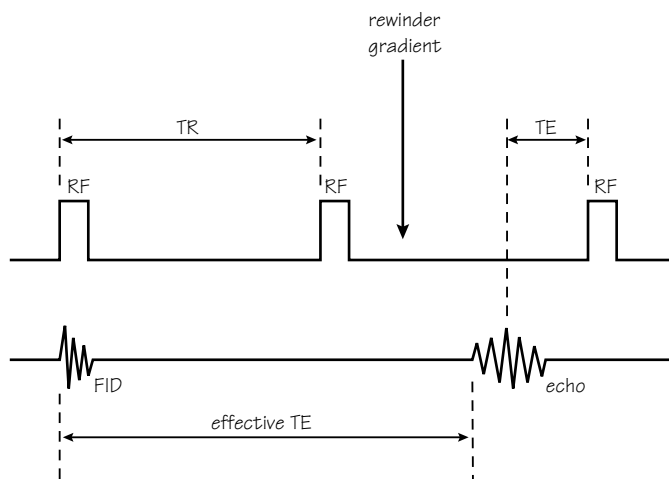 rewinder
gradient
TR
TE
RF
RF
RF
FID
echo
effective TE